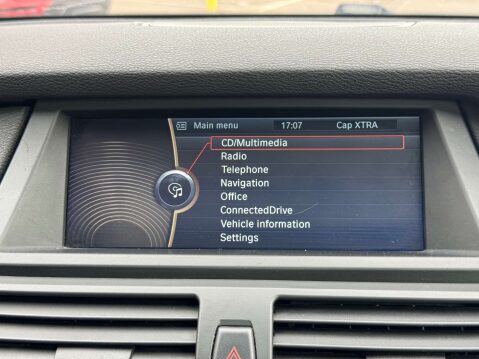 Main menu 17:07 Cap XTRA
CD/Multimedia
Radio
Telephone
Navigation
Office
ConnectedDrive
Vehicle information
Settings